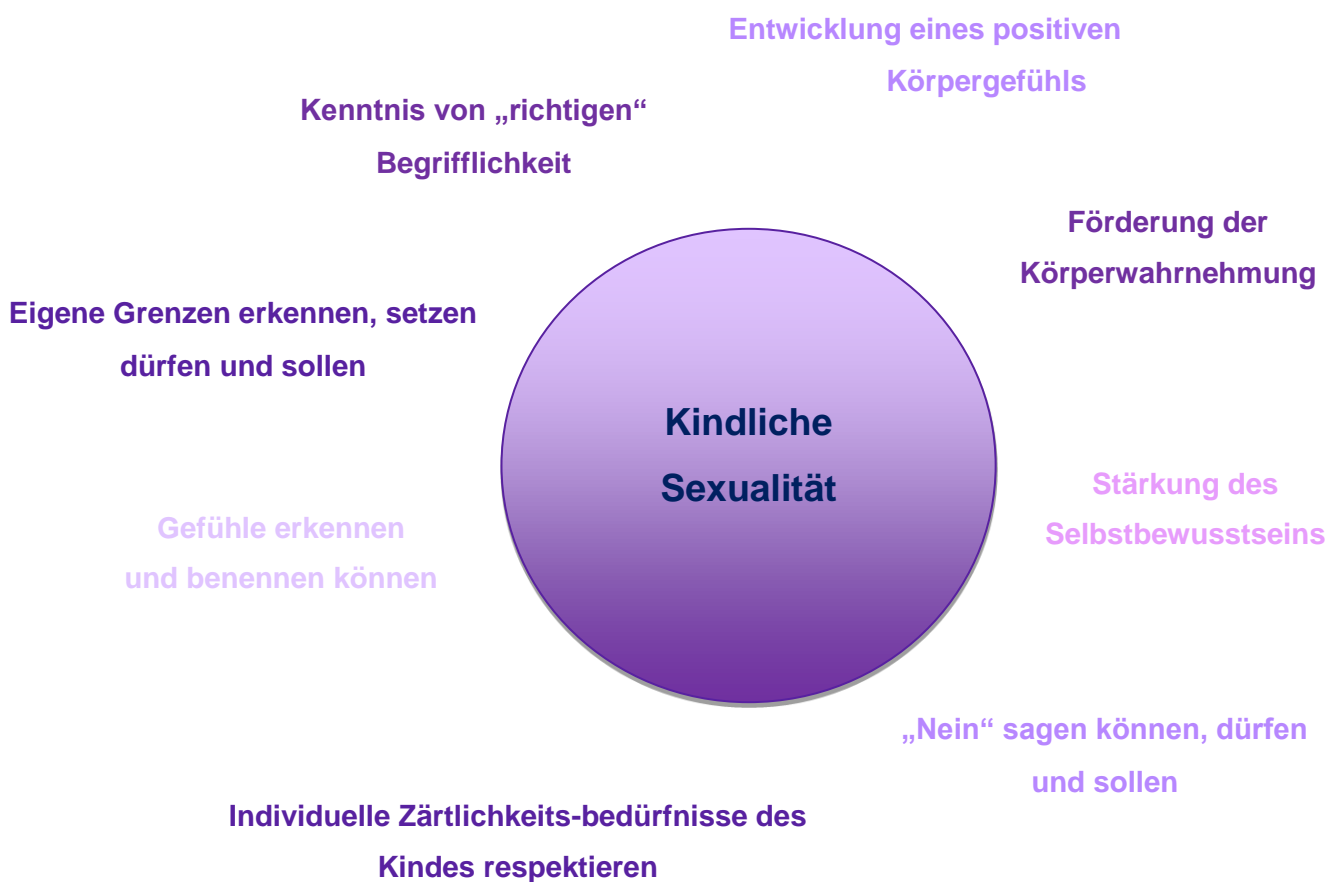 Entwicklung eines positiven
Körpergefühls
Kenntnis von „richtigen“
Begrifflichkeit
Förderung der
Körperwahrnehmung
Eigene Grenzen erkennen, setzen
dürfen und sollen
Kindliche
Sexualität
Stärkung des
Selbstbewusstseins
Gefühle erkennen
und benennen können
„Nein“ sagen können, dürfen
und sollen
Individuelle Zärtlichkeits-bedürfnisse des
Kindes respektieren